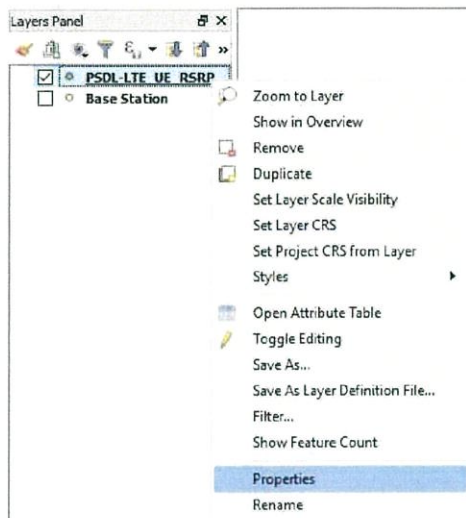 Layers Panel
PSDL-LTE_UE_RSRP
Base Station
Zoom to Layer
Show in Overview
Remove
Duplicate
Set Layer Scale Visibility
Set Layer CRS
Set Project CRS from Layer
Styles
Open Attribute Table
Toggle Editing
Save As...
Save As Layer Definition File...
Filter...
Show Feature Count
Properties
Rename